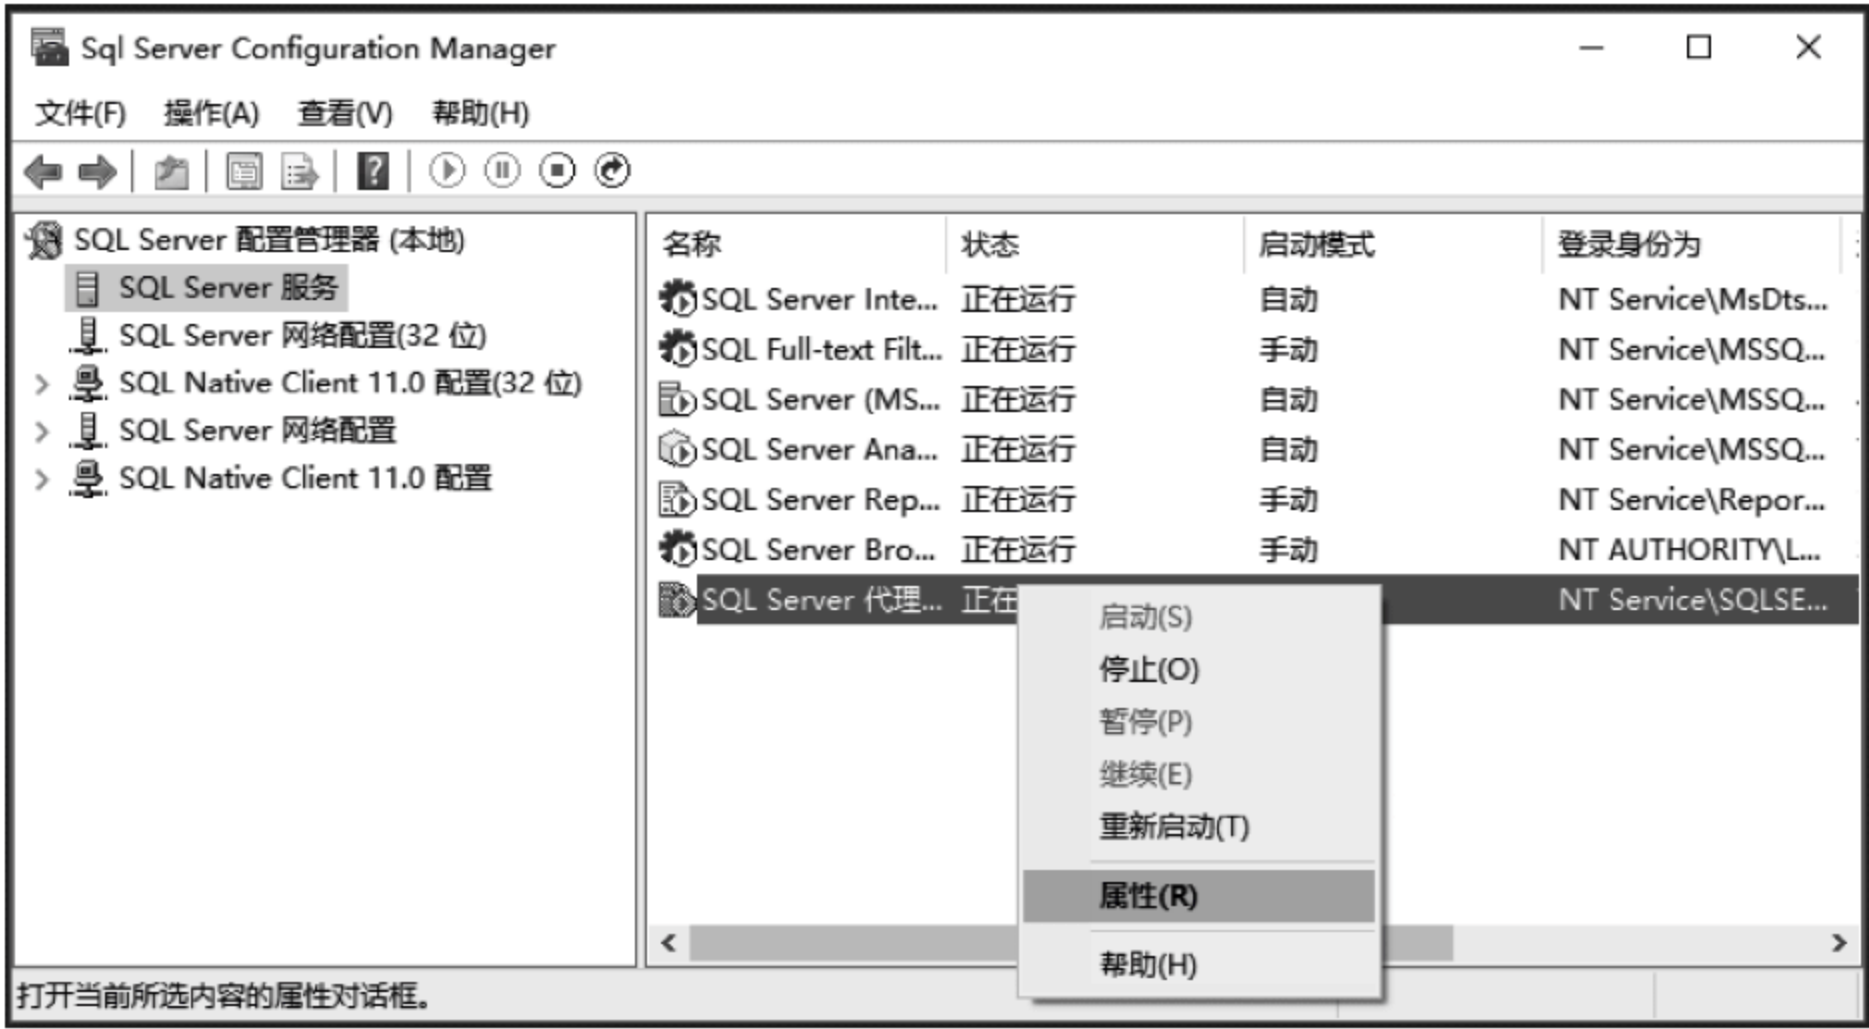 Sql Server Configuration Manager
文件(F) 操作(A) 查看(V) 帮助(H)
SQL Server 配置管理器 (本地)
SQL Server 服务
SQL Server 网络配置(32 位)
SQL Native Client 11.0 配置(32 位)
SQL Server 网络配置
SQL Native Client 11.0 配置
名称 状态 启动模式 登录身份为
SQL Server Inte... 正在运行 自动 NT Service\MsDts...
SQL Full-text Filt... 正在运行 手动 NT Service\MSSQ...
SQL Server (MS... 正在运行 自动 NT Service\MSSQ...
SQL Server Ana... 正在运行 自动 NT Service\MSSQ...
SQL Server Rep... 正在运行 手动 NT Service\Repor...
SQL Server Bro... 正在运行 手动 NT AUTHORITY\L...
SQL Server 代理... 正在 NT Service\SQLSE...
启动(S)
停止(O)
暂停(P)
继续(E)
重新启动(T)
属性(R)
帮助(H)
打开当前所选内容的属性对话框。